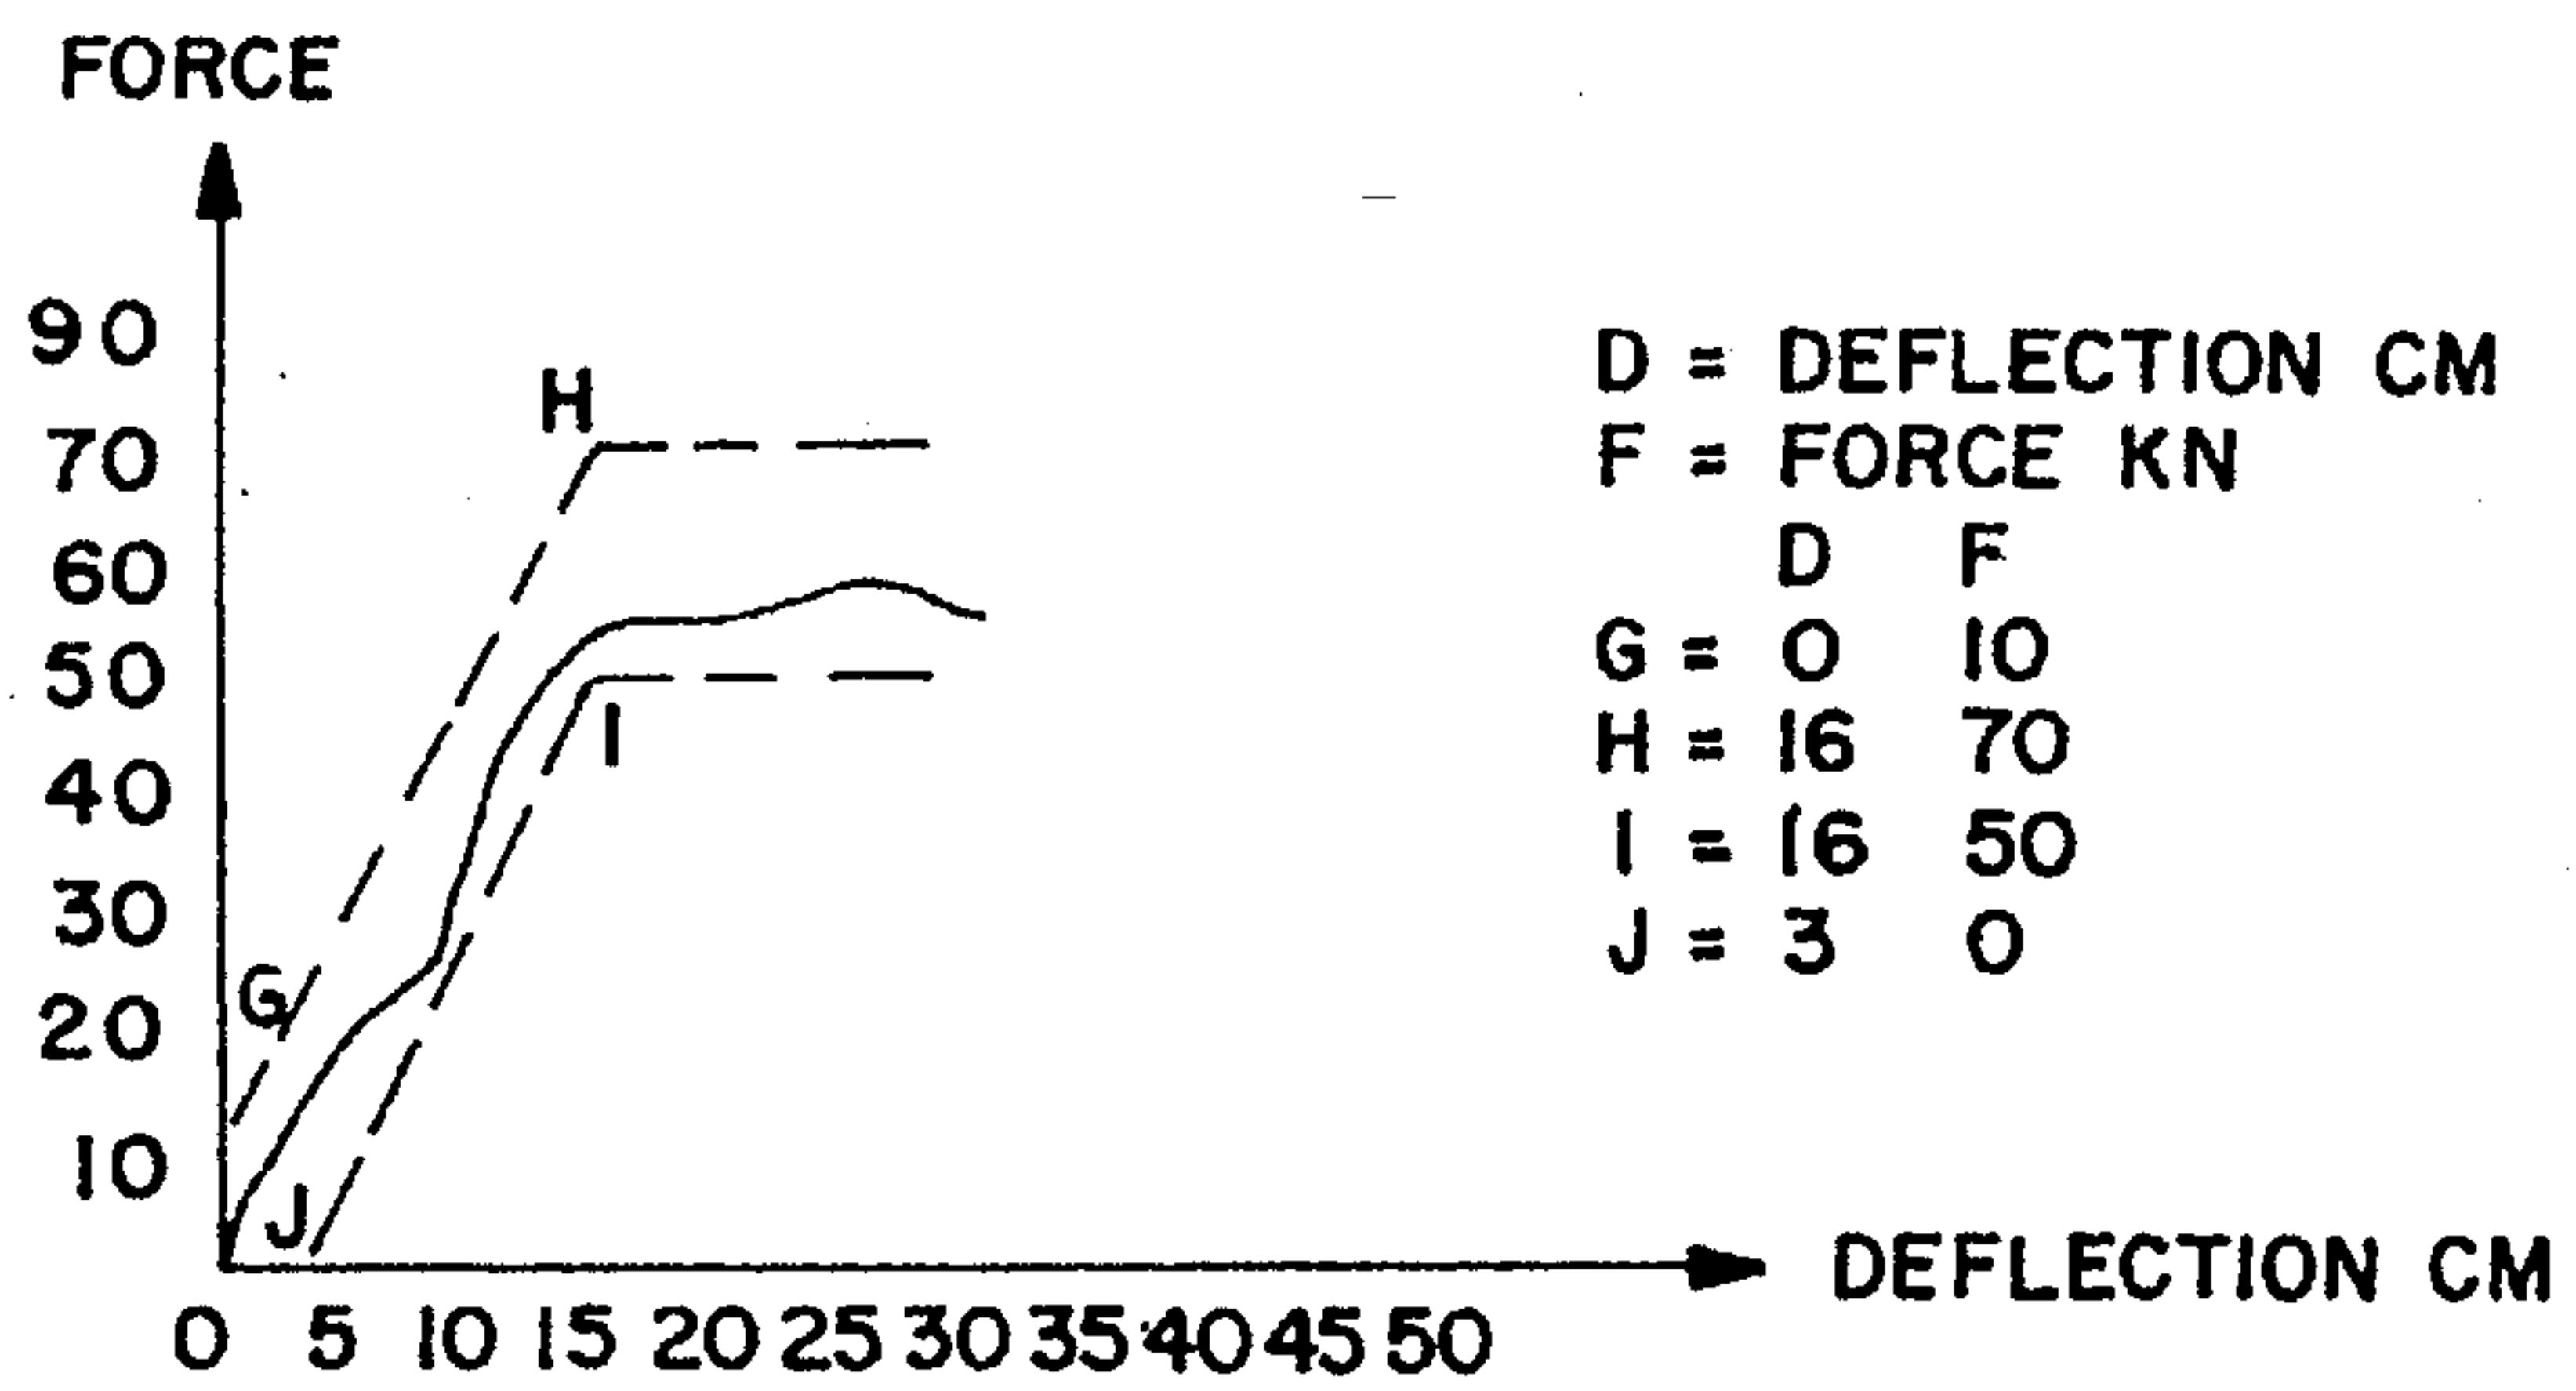 FORCE
90
70
60
50
40
30
20
10
H
G
I
J
0 5 10 15 20 25 30 35 40 45 50
DEFLECTION CM
D = DEFLECTION CM
F = FORCE KN
D F
G = 0 10
H = 16 70
I = 16 50
J = 3 0